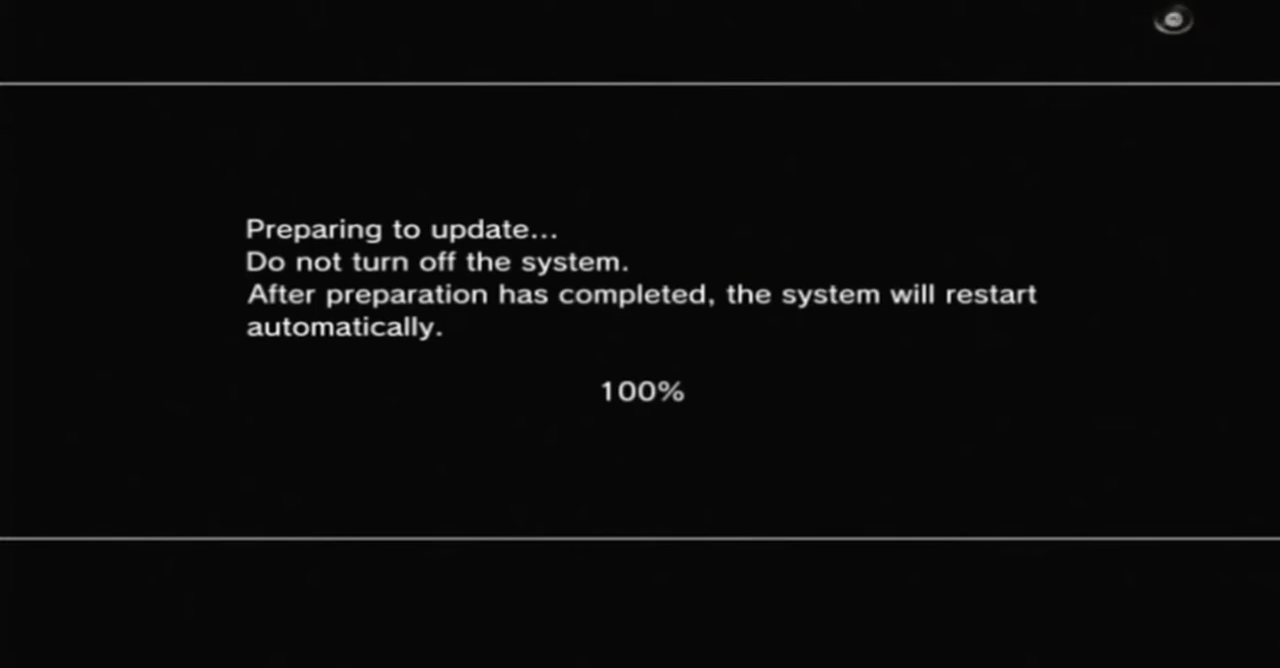 Preparing to update...
Do not turn off the system.
After preparation has completed, the system will restart
automatically.
100%